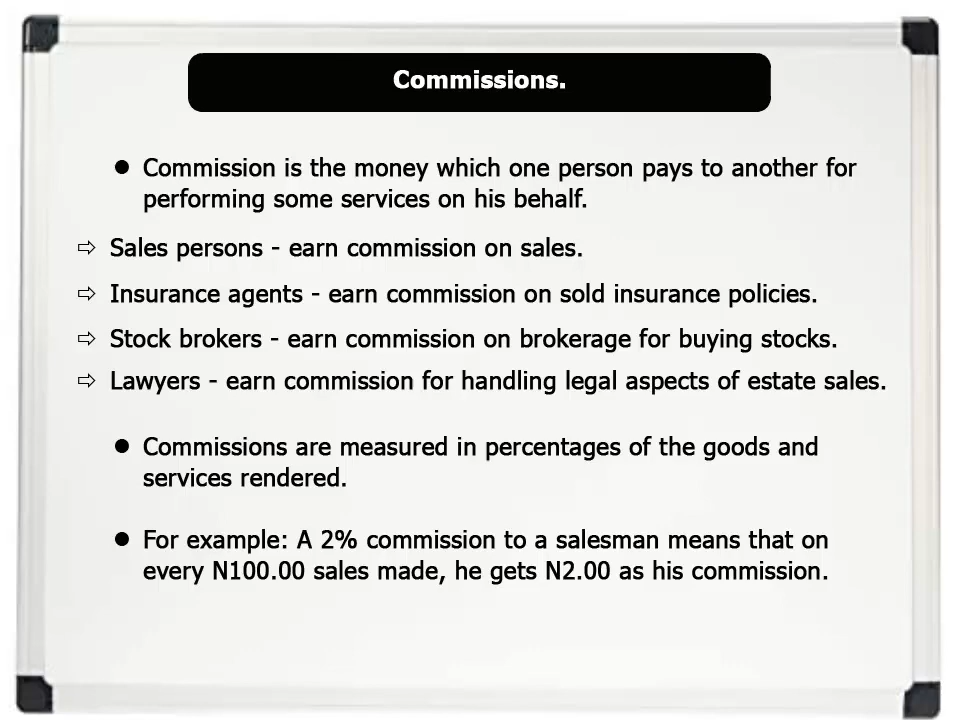 Commissions.
● Commission is the money which one person pays to another for
performing some services on his behalf.
⇨ Sales persons - earn commission on sales.
⇨ Insurance agents - earn commission on sold insurance policies.
⇨ Stock brokers - earn commission on brokerage for buying stocks.
⇨ Lawyers - earn commission for handling legal aspects of estate sales.
● Commissions are measured in percentages of the goods and
services rendered.
● For example: A 2% commission to a salesman means that on
every N100.00 sales made, he gets N2.00 as his commission.